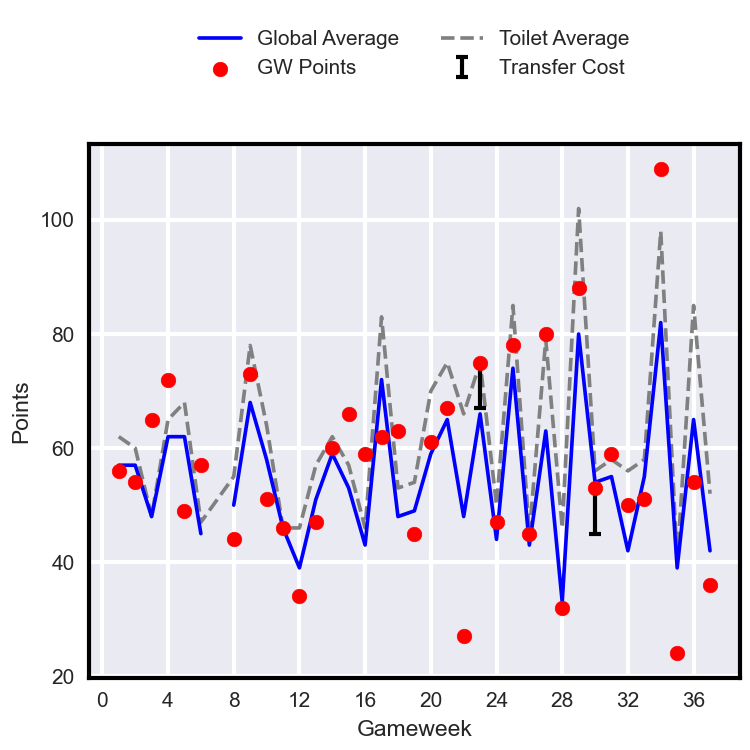 Global Average
Toilet Average
GW Points
Transfer Cost
100
80
60
40
20
Points
0 4 8 12 16 20 24 28 32 36
Gameweek